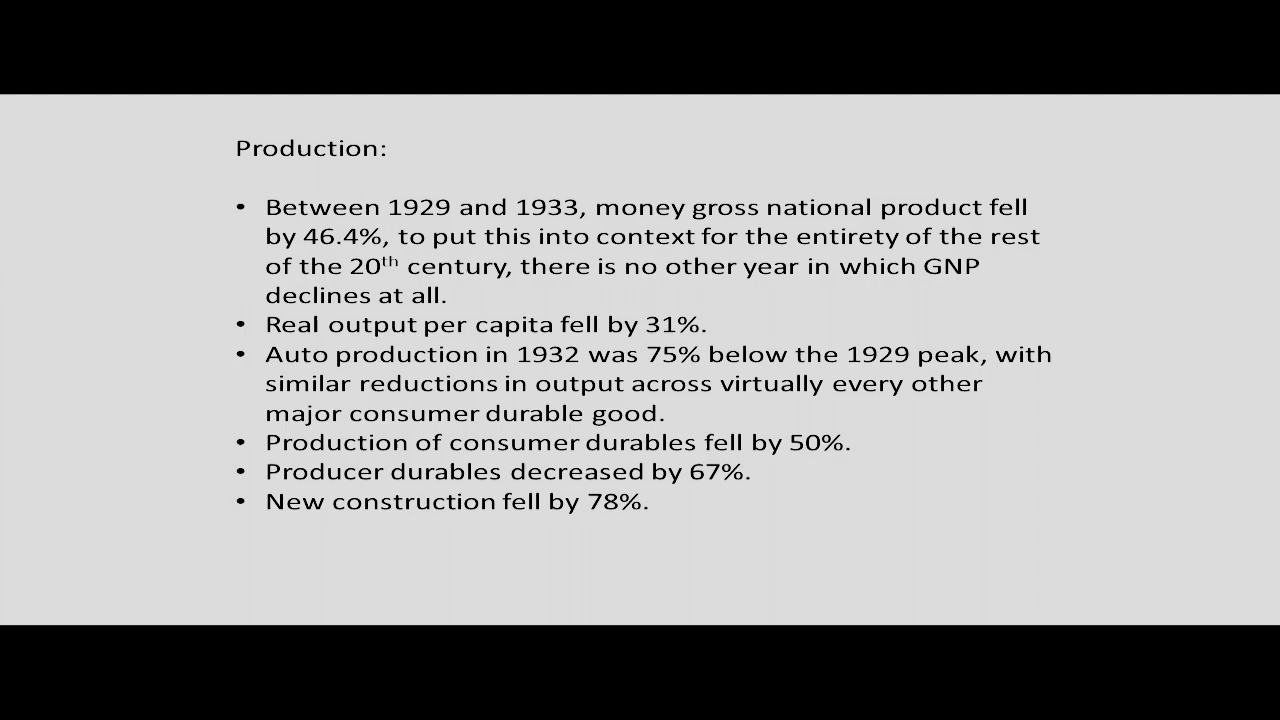 Production:
• Between 1929 and 1933, money gross national product fell
by 46.4%, to put this into context for the entirety of the rest
of the 20th century, there is no other year in which GNP
declines at all.
• Real output per capita fell by 31%.
• Auto production in 1932 was 75% below the 1929 peak, with
similar reductions in output across virtually every other
major consumer durable good.
• Production of consumer durables fell by 50%.
• Producer durables decreased by 67%.
• New construction fell by 78%.